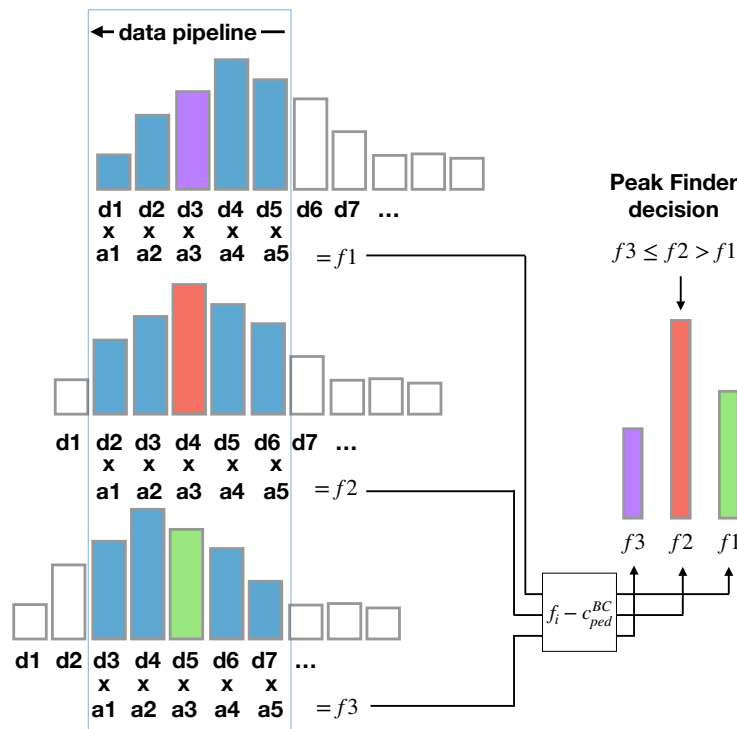 data pipeline
d1 d2 d3 d4 d5 d6 d7 ...
x x x x x
a1 a2 a3 a4 a5 = f1
d1 d2 d3 d4 d5 d6 d7 ...
x x x x x
a1 a2 a3 a4 a5 = f2
d1 d2 d3 d4 d5 d6 d7 ...
x x x x x
a1 a2 a3 a4 a5 = f3
Peak Finder
decision
f3 ≤ f2 > f1
f3 f2 f1
f_i − c_{ped}^{BC}